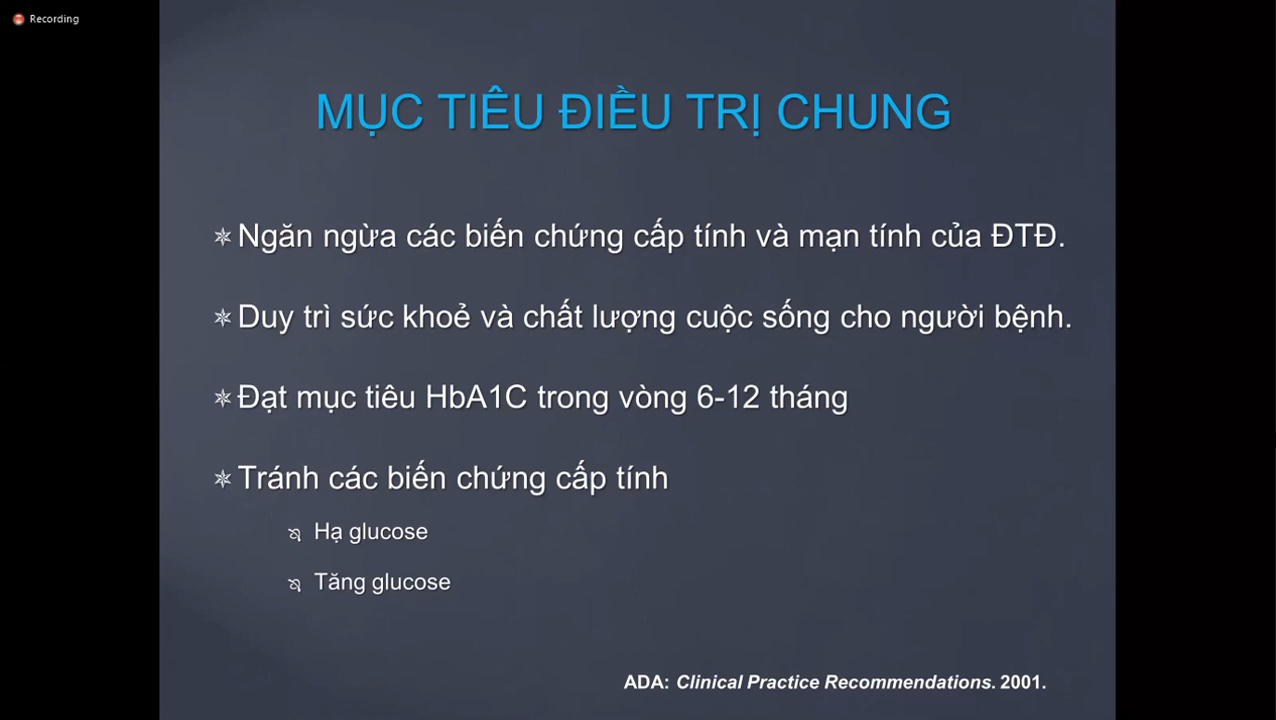 Recording
MỤC TIÊU ĐIỀU TRỊ CHUNG
Ngăn ngừa các biến chứng cấp tính và mạn tính của ĐTĐ.
Duy trì sức khoẻ và chất lượng cuộc sống cho người bệnh.
Đạt mục tiêu HbA1C trong vòng 6-12 tháng
Tránh các biến chứng cấp tính
Hạ glucose
Tăng glucose
ADA: Clinical Practice Recommendations. 2001.